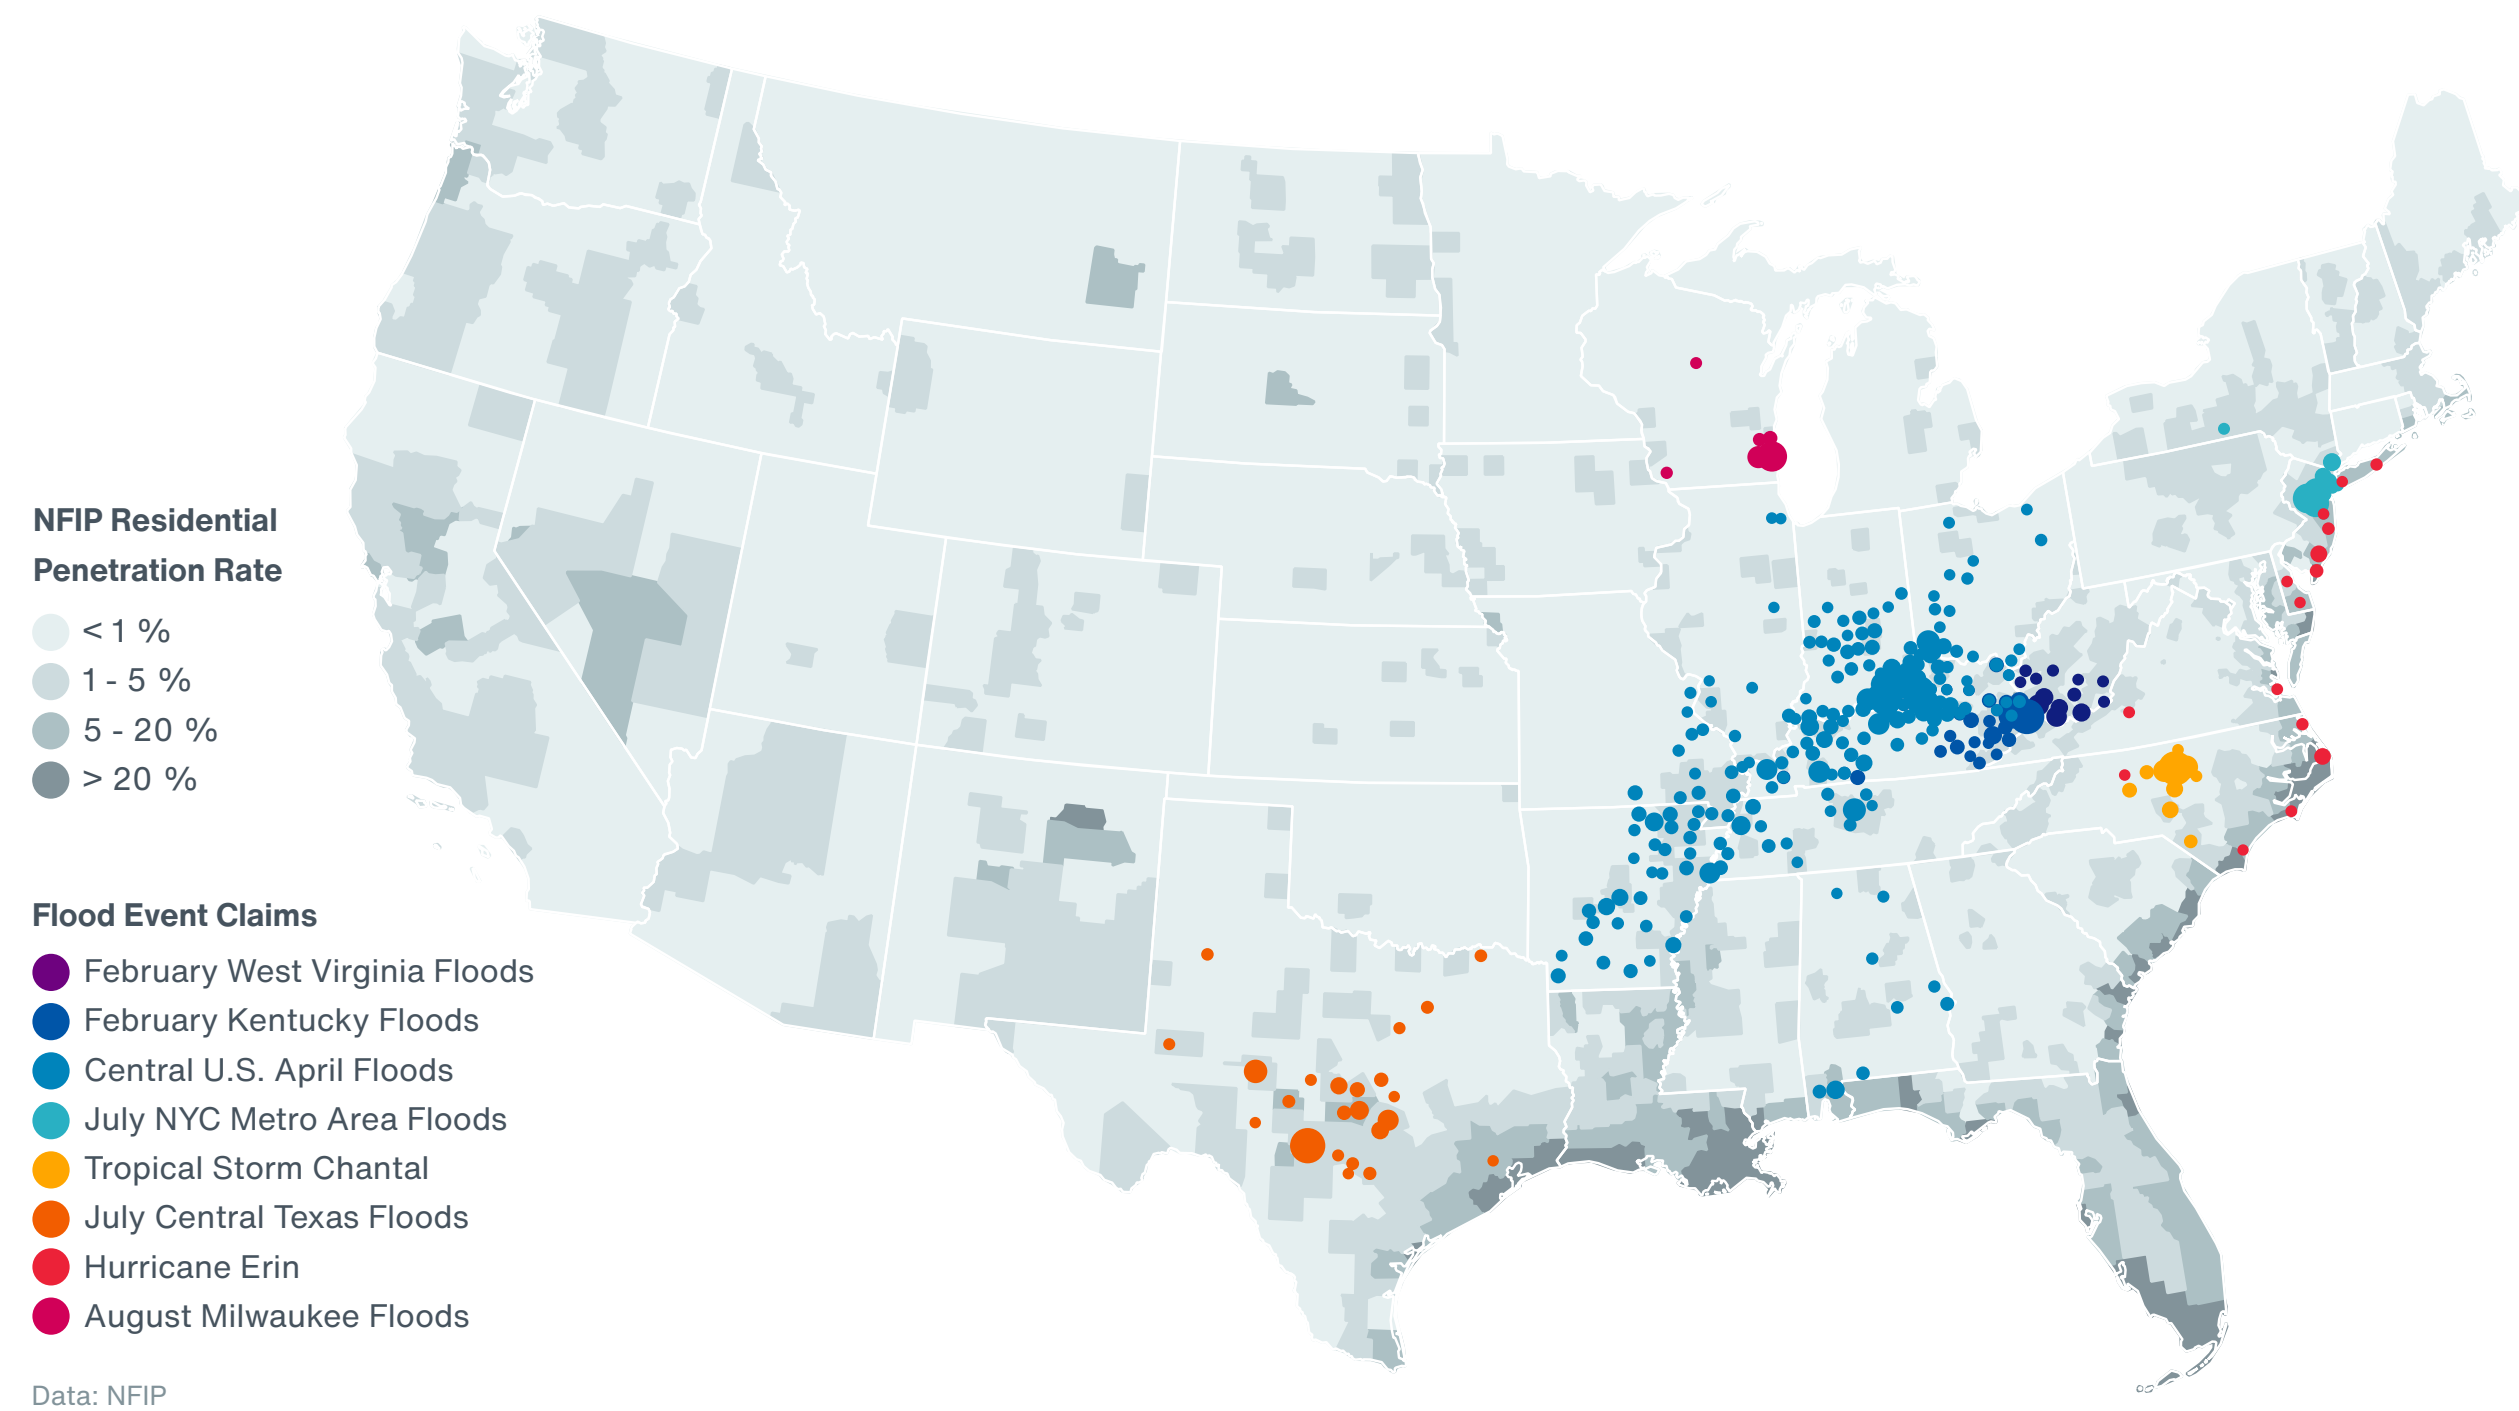 NFIP Residential
Penetration Rate
< 1 %
1 - 5 %
5 - 20 %
> 20 %
Flood Event Claims
February West Virginia Floods
February Kentucky Floods
Central U.S. April Floods
July NYC Metro Area Floods
Tropical Storm Chantal
July Central Texas Floods
Hurricane Erin
August Milwaukee Floods
Data: NFIP